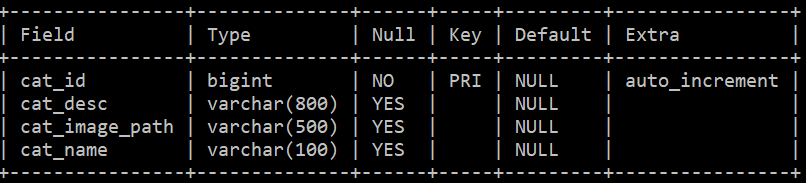 +----------------+--------------+------+-----+---------+----------------+
| Field          | Type         | Null | Key | Default | Extra          |
+----------------+--------------+------+-----+---------+----------------+
| cat_id         | bigint       | NO   | PRI | NULL    | auto_increment |
| cat_desc       | varchar(800) | YES  |     | NULL    |                |
| cat_image_path | varchar(500) | YES  |     | NULL    |                |
| cat_name       | varchar(100) | YES  |     | NULL    |                |
+----------------+--------------+------+-----+---------+----------------+